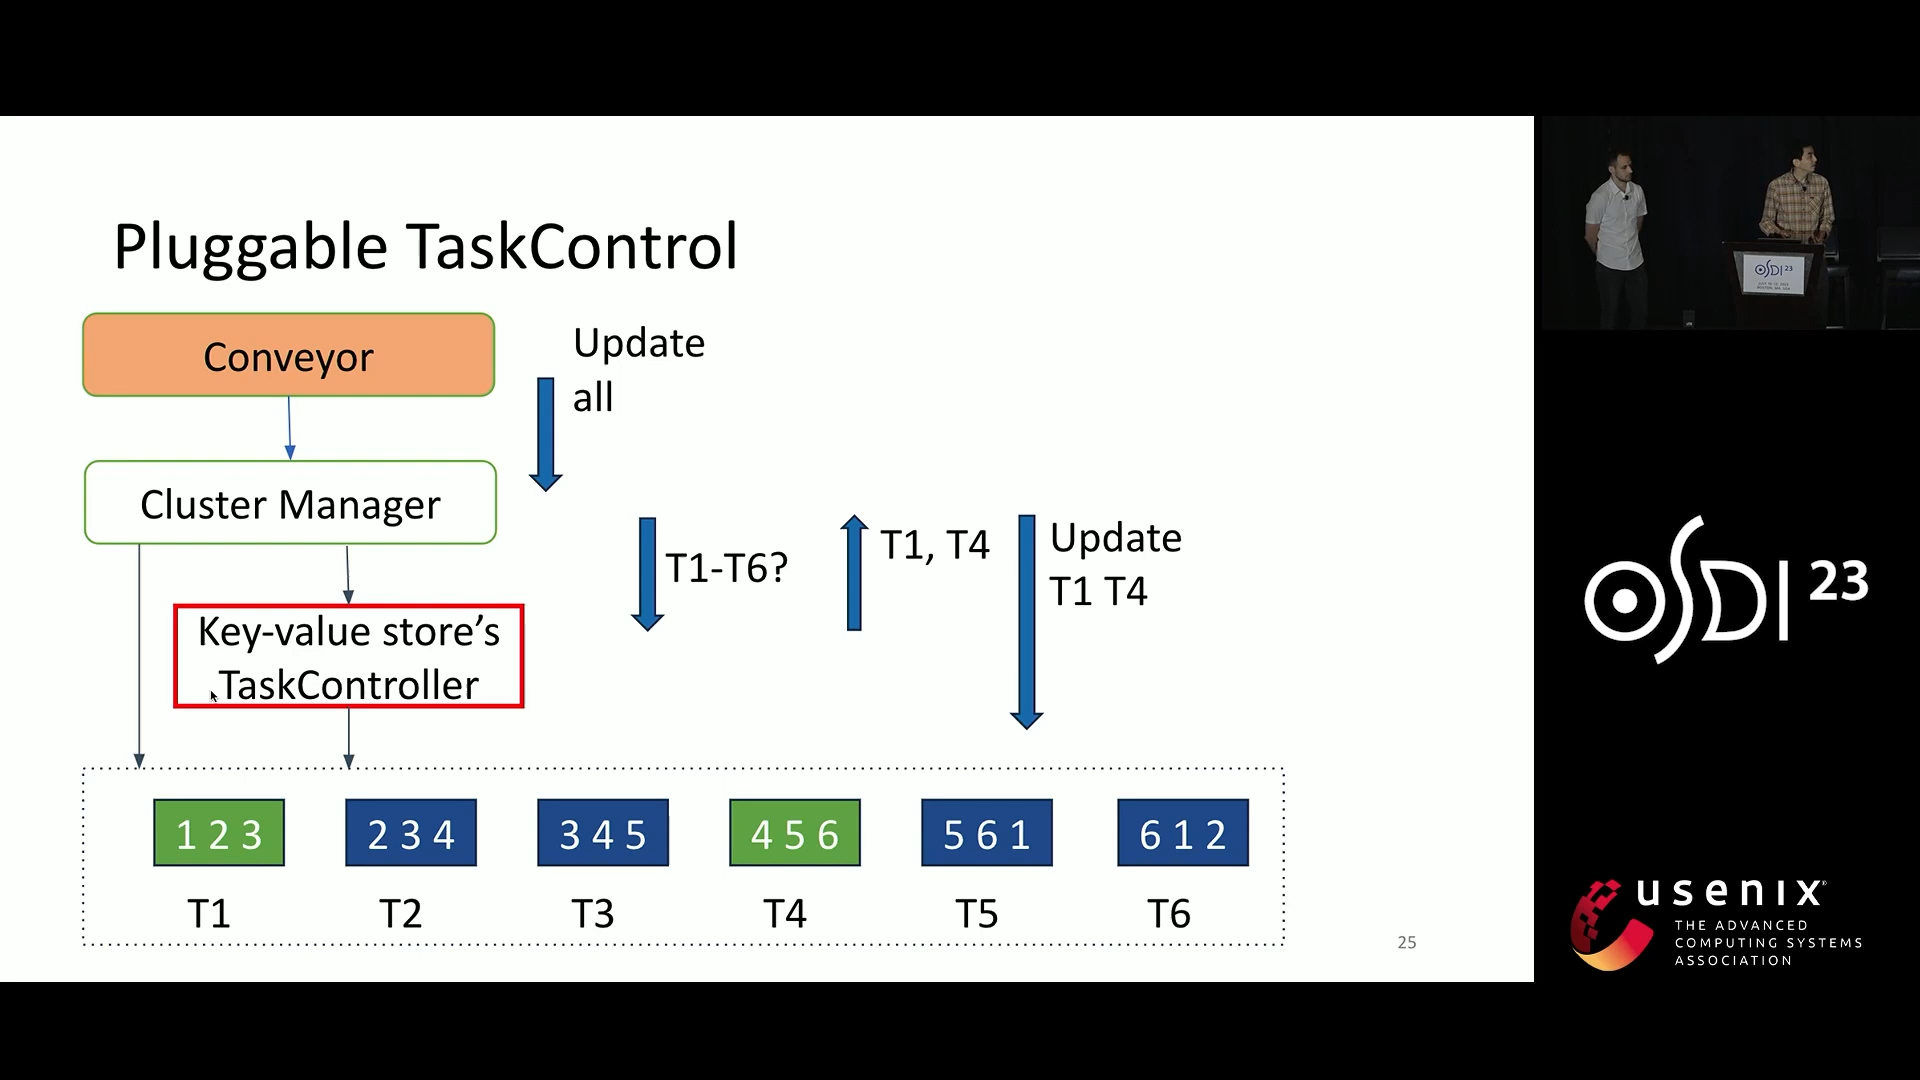 Pluggable TaskControl
Conveyor
Update
all
Cluster Manager
T1-T6?
T1, T4
Update
T1 T4
Key-value store’s
TaskController
1 2 3
2 3 4
3 4 5
4 5 6
5 6 1
6 1 2
T1
T2
T3
T4
T5
T6
25
OSDI 23
OSDI 23
usenix
THE ADVANCED
COMPUTING SYSTEMS
ASSOCIATION